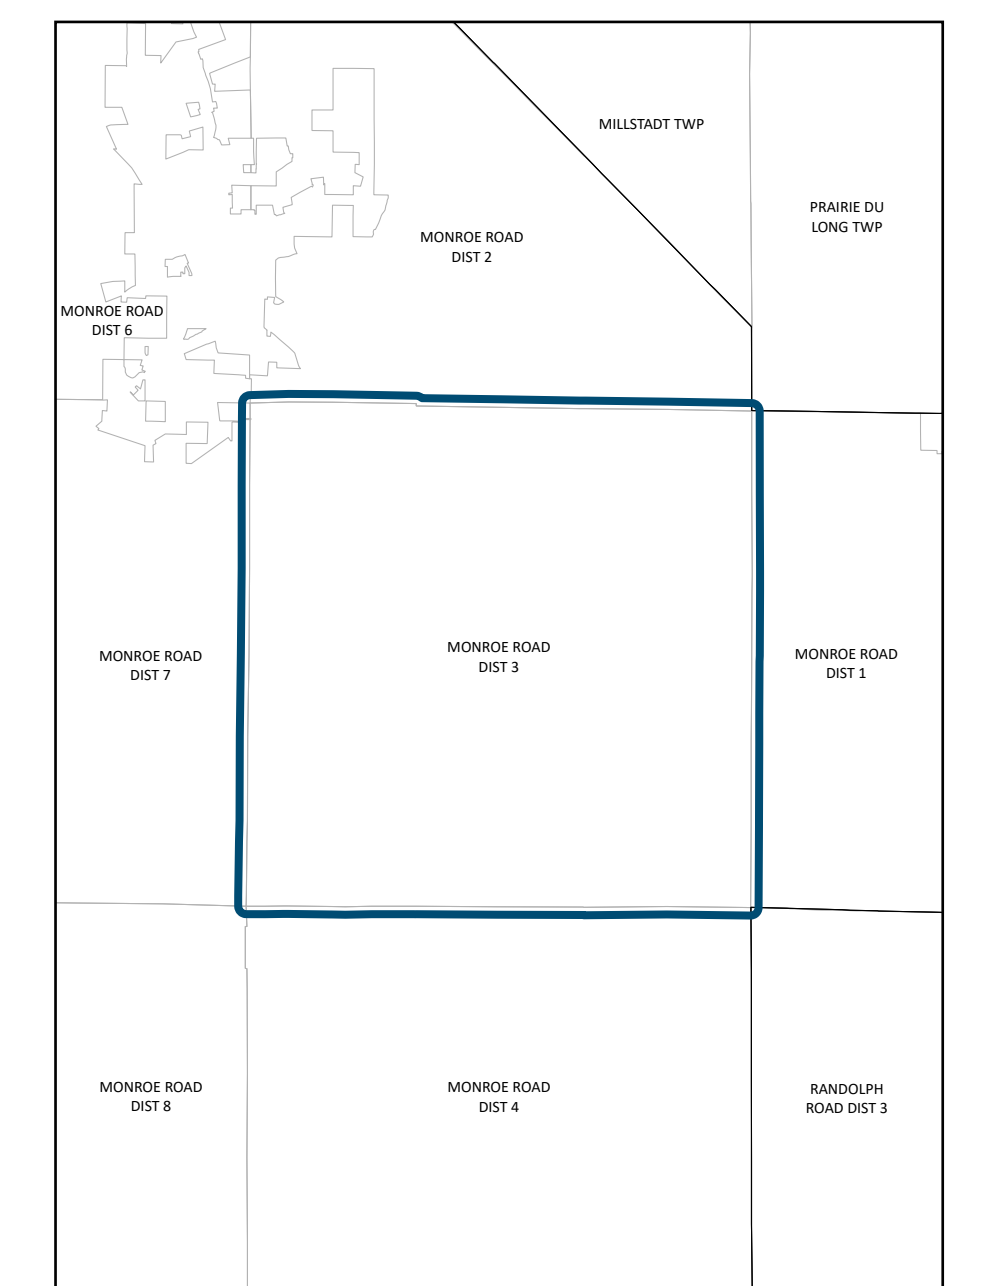 MILLSTADT TWP
PRAIRIE DU
LONG TWP
MONROE ROAD
DIST 2
MONROE ROAD
DIST 6
MONROE ROAD
DIST 7
MONROE ROAD
DIST 3
MONROE ROAD
DIST 1
MONROE ROAD
DIST 8
MONROE ROAD
DIST 4
RANDOLPH
ROAD DIST 3